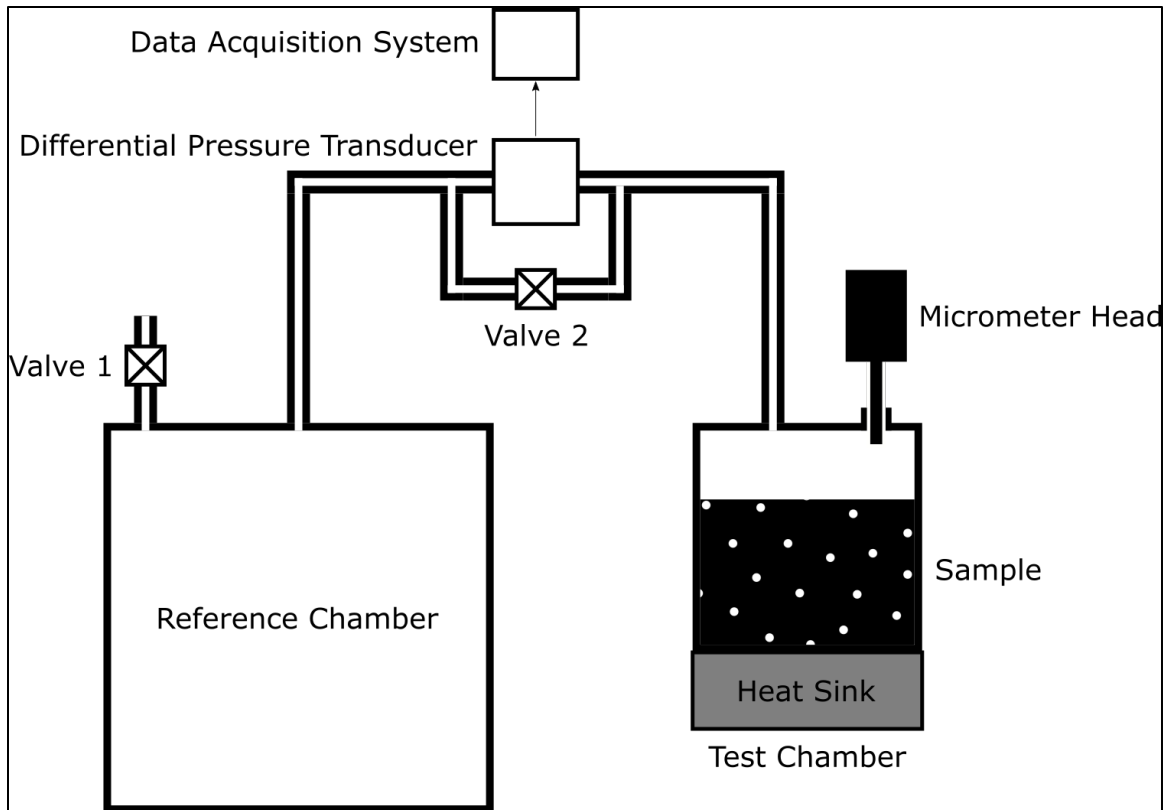 Data Acquisition System
Differential Pressure Transducer
Valve 2
Micrometer Head
Valve 1
Sample
Reference Chamber
Heat Sink
Test Chamber